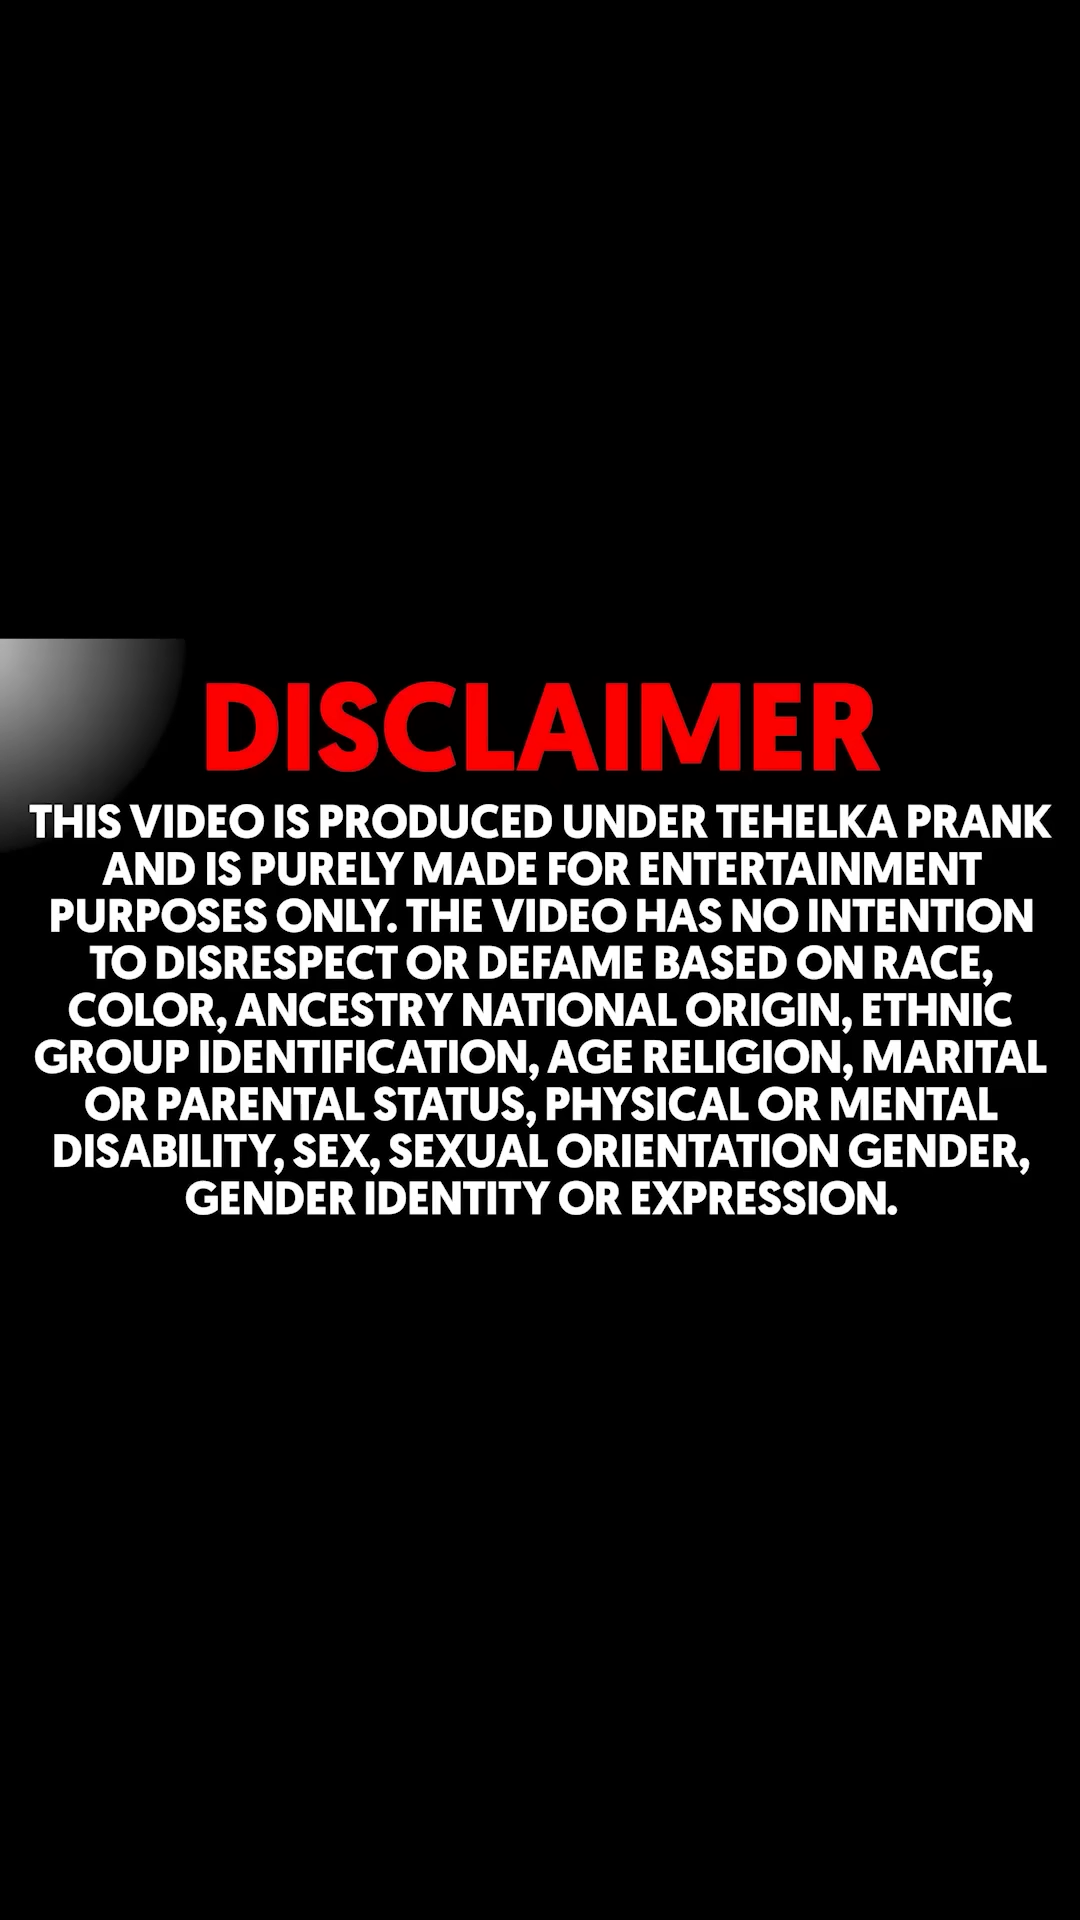 DISCLAIMER
THIS VIDEO IS PRODUCED UNDER TEHELKA PRANK
AND IS PURELY MADE FOR ENTERTAINMENT
PURPOSES ONLY. THE VIDEO HAS NO INTENTION
TO DISRESPECT OR DEFAME BASED ON RACE,
COLOR, ANCESTRY NATIONAL ORIGIN, ETHNIC
GROUP IDENTIFICATION, AGE RELIGION, MARITAL
OR PARENTAL STATUS, PHYSICAL OR MENTAL
DISABILITY, SEX, SEXUAL ORIENTATION GENDER,
GENDER IDENTITY OR EXPRESSION.